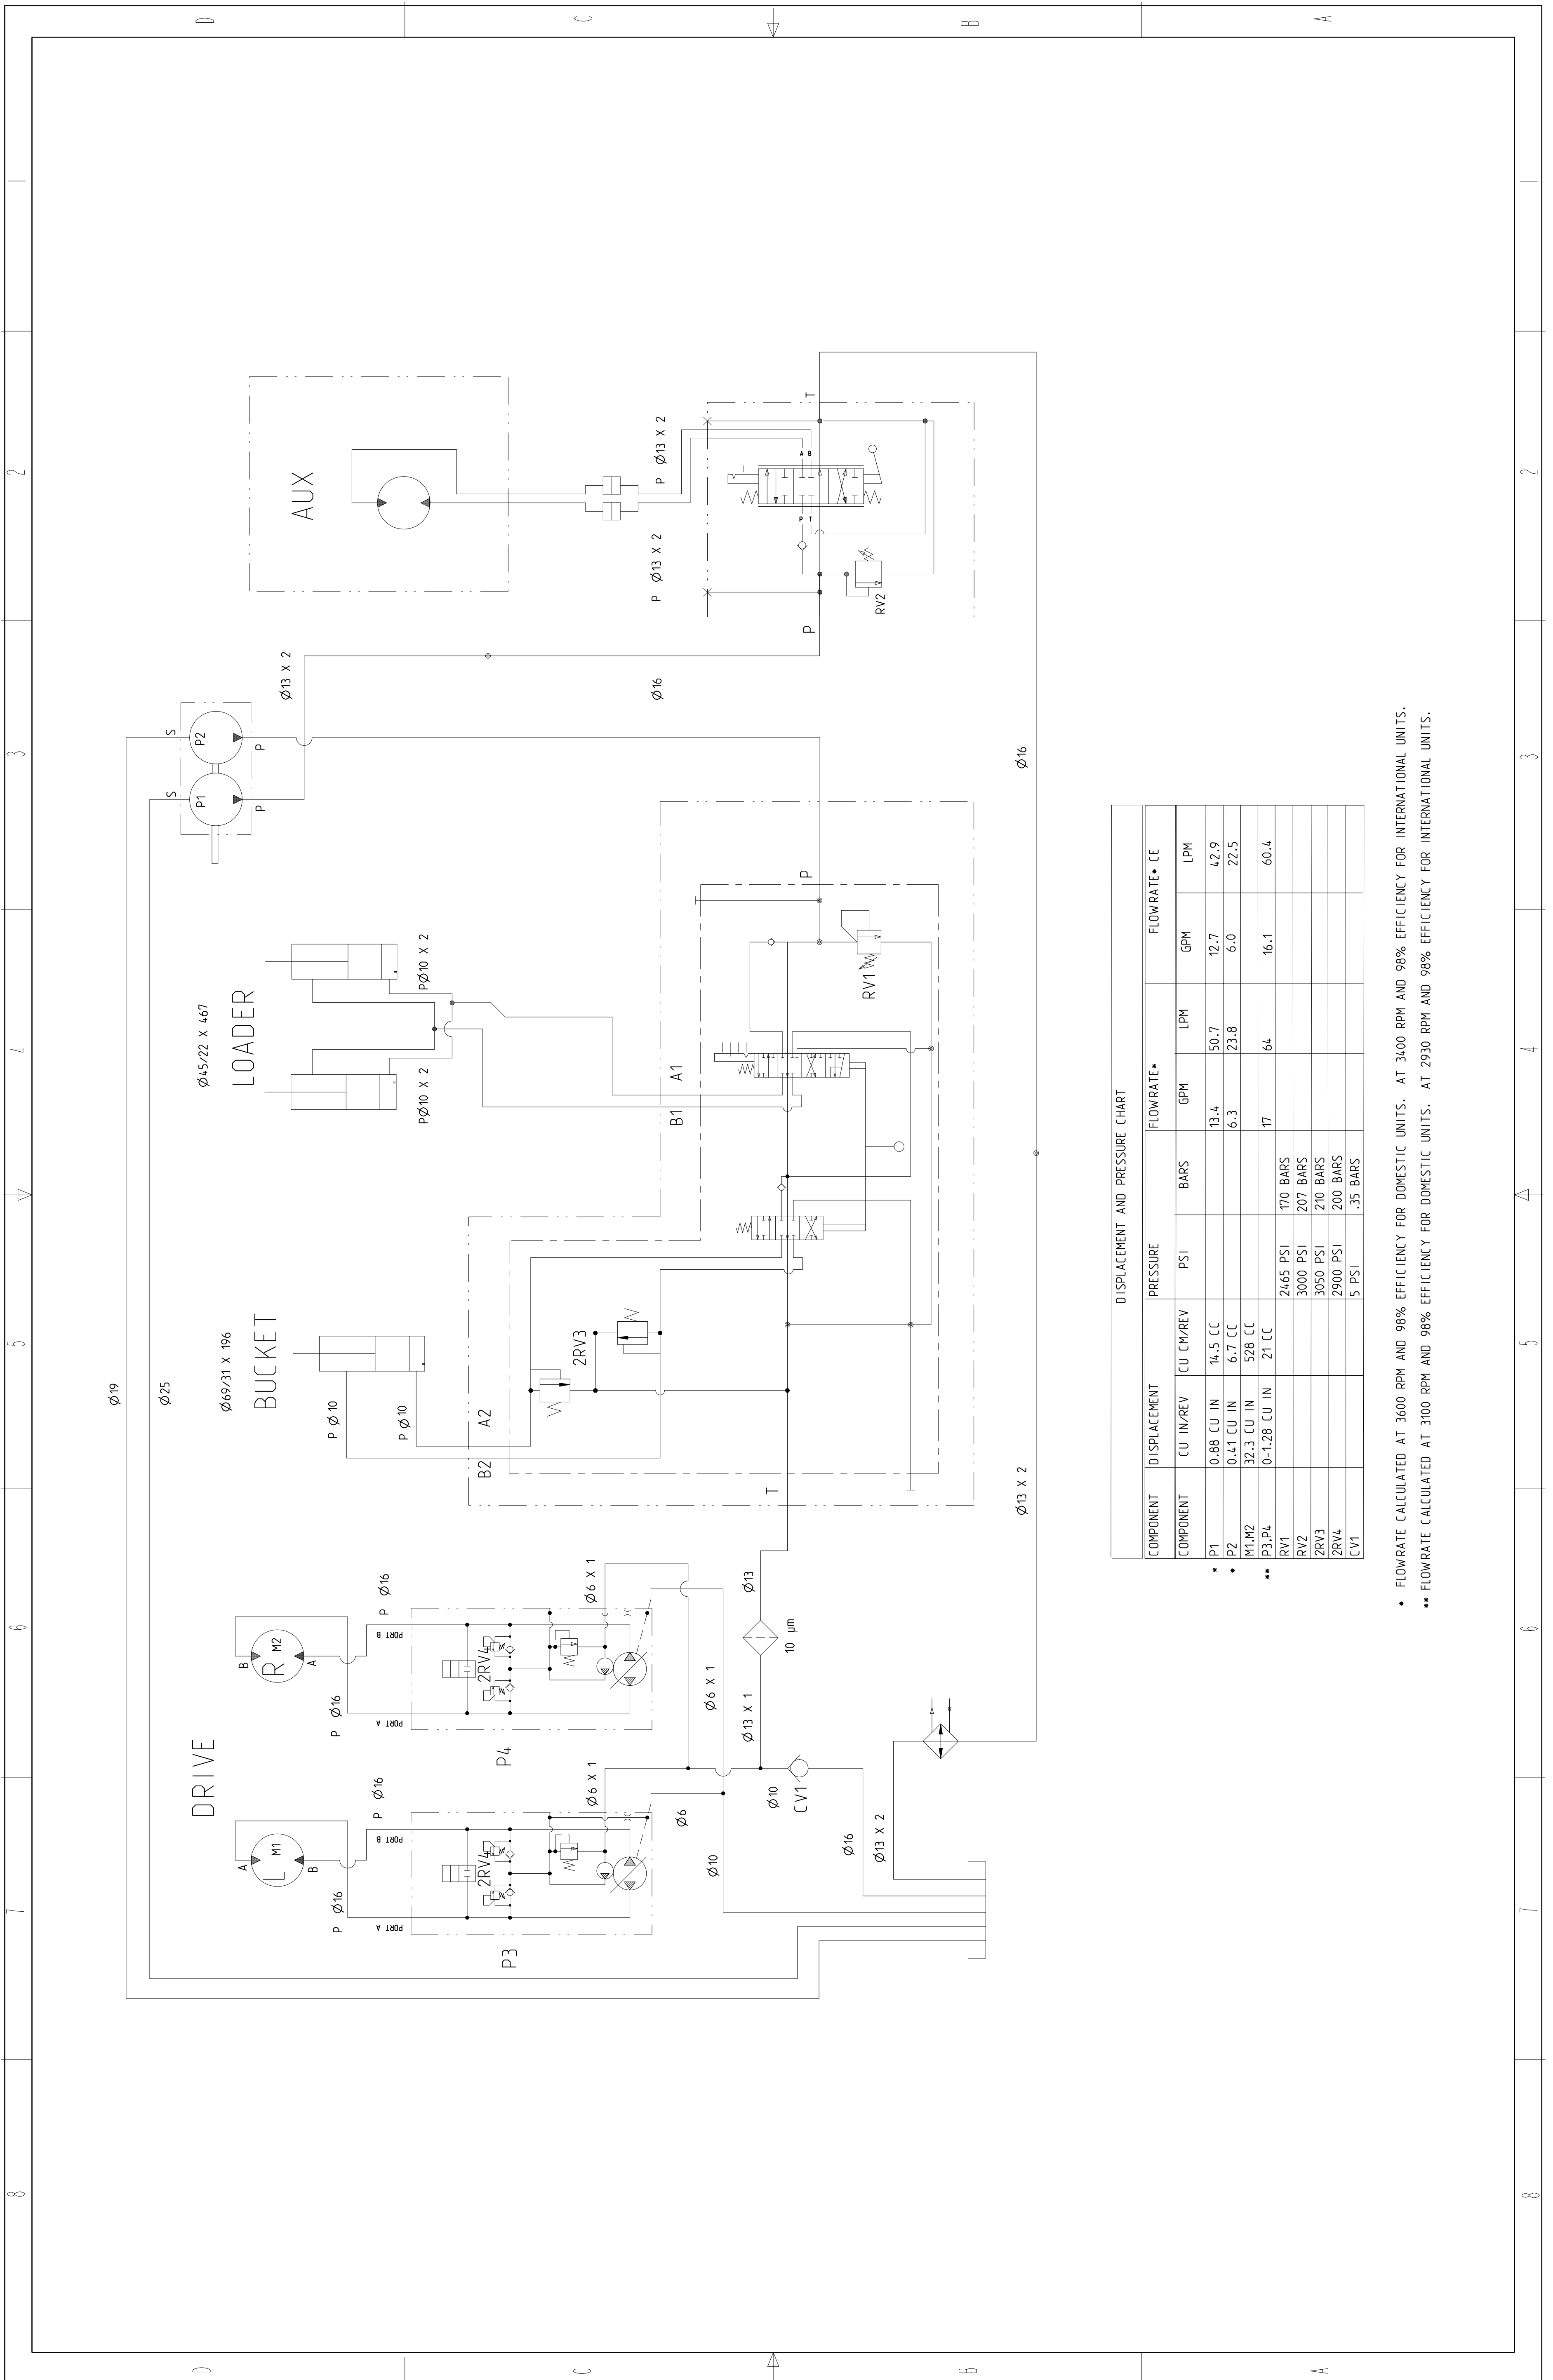 8
7
6
5
4
3
2
1
D
C
B
A
Ø19
Ø25
DRIVE
L M1
A
B
P Ø16
P Ø16
PORT A
PORT B
2RV4
P3
R M2
B
A
P Ø16
P Ø16
PORT A
PORT B
2RV4
P4
Ø6 X 1
Ø6 X 1
Ø6
Ø10
Ø6 X 1
Ø13 X 1
Ø13
10 µm
Ø10
CV1
Ø16
Ø13 X 2
Ø69/31 X 196
BUCKET
P Ø10
P Ø10
B2
A2
2RV3
T
Ø45/22 X 467
LOADER
PØ10 X 2
PØ10 X 2
B1
A1
RV1
P
S
S
P1
P2
P
P
Ø13 X 2
Ø16
AUX
P Ø13 X 2
P Ø13 X 2
A B
P T
RV2
P
T
Ø13 X 2
Ø16
DISPLACEMENT AND PRESSURE CHART
COMPONENT DISPLACEMENT PRESSURE FLOWRATE* FLOWRATE* CE
COMPONENT CU IN/REV CU CM/REV PSI BARS GPM LPM GPM LPM
* P1 0.88 CU IN 14.5 CC 13.4 50.7 12.7 42.9
* P2 0.41 CU IN 6.7 CC 6.3 23.8 6.0 22.5
M1.M2 32.3 CU IN 528 CC
** P3.P4 0-1.28 CU IN 21 CC 17 64 16.1 60.4
RV1 2465 PSI 170 BARS
RV2 3000 PSI 207 BARS
2RV3 3050 PSI 210 BARS
2RV4 2900 PSI 200 BARS
CV1 5 PSI .35 BARS
* FLOWRATE CALCULATED AT 3600 RPM AND 98% EFFICIENCY FOR DOMESTIC UNITS. AT 3400 RPM AND 98% EFFICIENCY FOR INTERNATIONAL UNITS.
** FLOWRATE CALCULATED AT 3100 RPM AND 98% EFFICIENCY FOR DOMESTIC UNITS. AT 2930 RPM AND 98% EFFICIENCY FOR INTERNATIONAL UNITS.
8
7
6
5
4
3
2
1
D
C
B
A